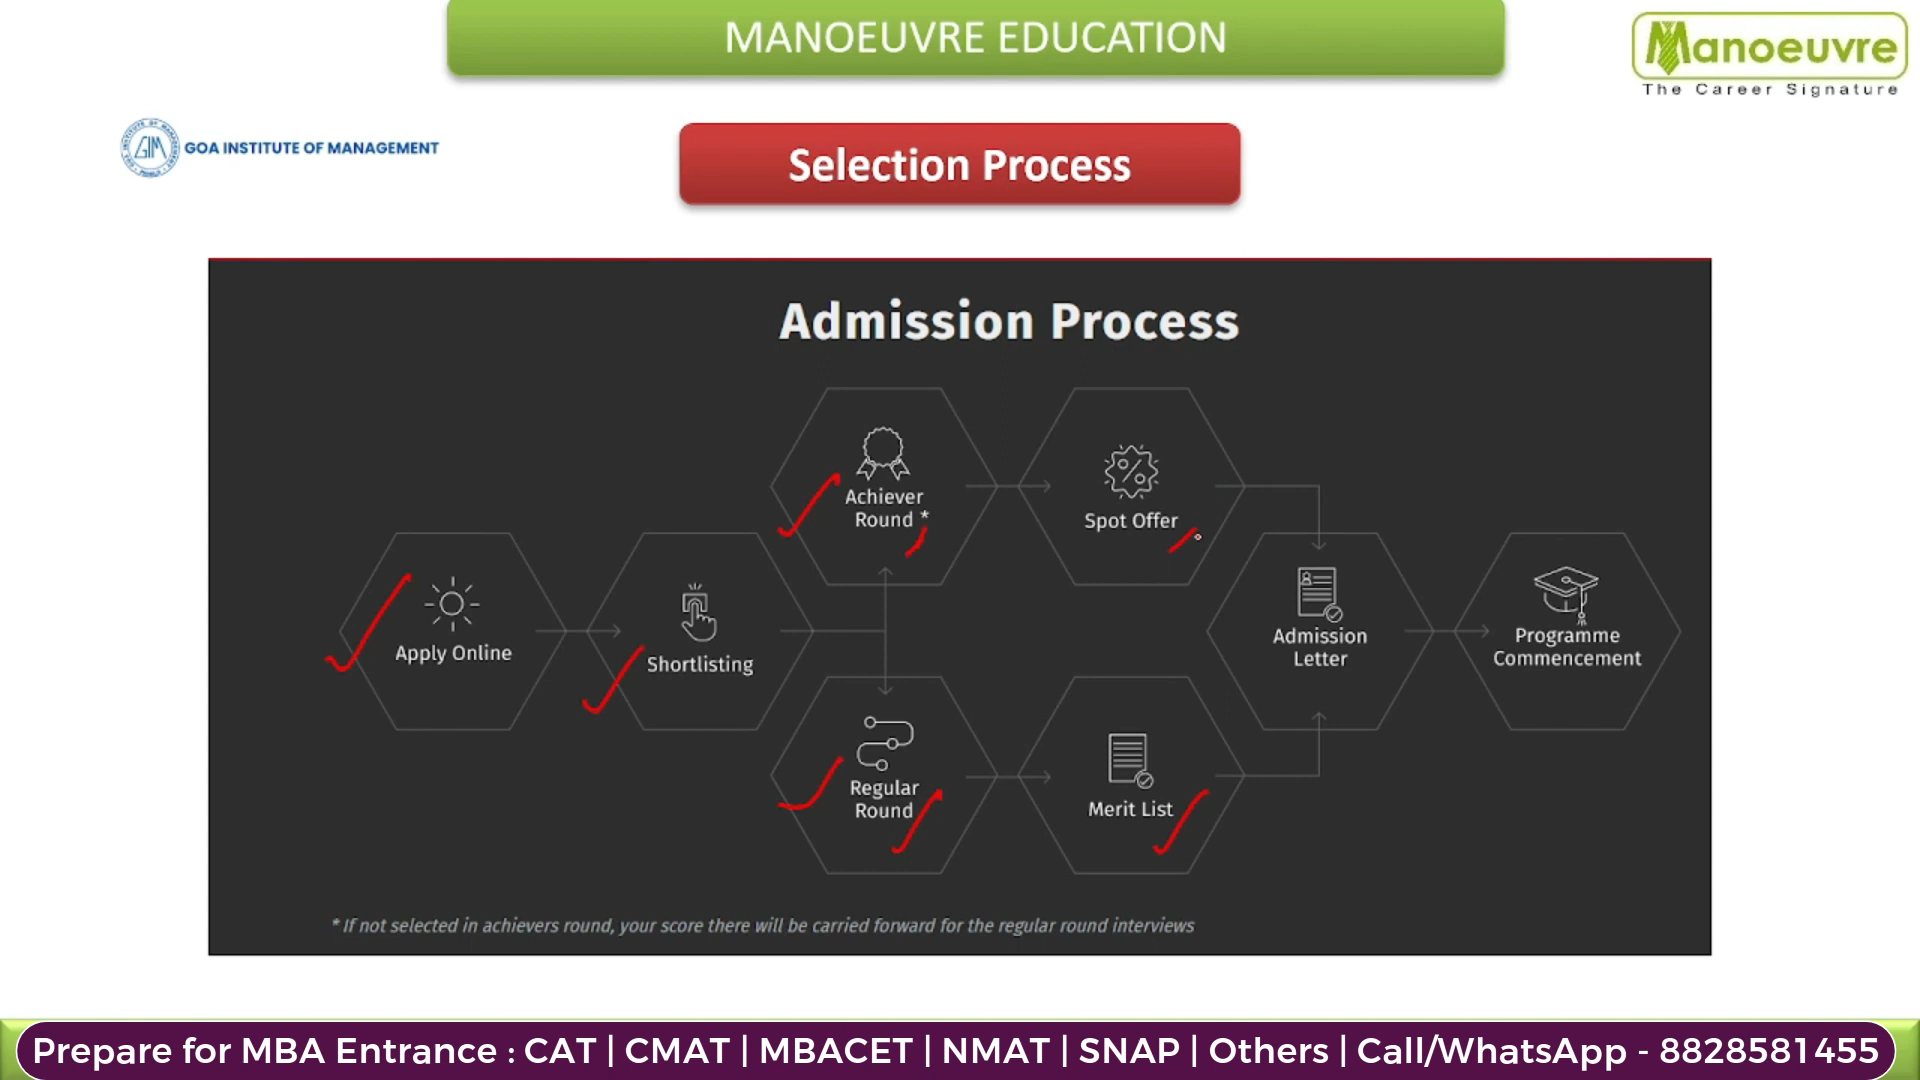 MANOEUVRE EDUCATION
Manoeuvre
The Career Signature
GIM
GOA INSTITUTE OF MANAGEMENT
Selection Process
Admission Process
Achiever
Round *
Spot Offer
Apply Online
Shortlisting
Admission
Letter
Programme
Commencement
Regular
Round
Merit List
* If not selected in achievers round, your score there will be carried forward for the regular round interviews
Prepare for MBA Entrance : CAT | CMAT | MBACET | NMAT | SNAP | Others | Call/WhatsApp - 8828581455